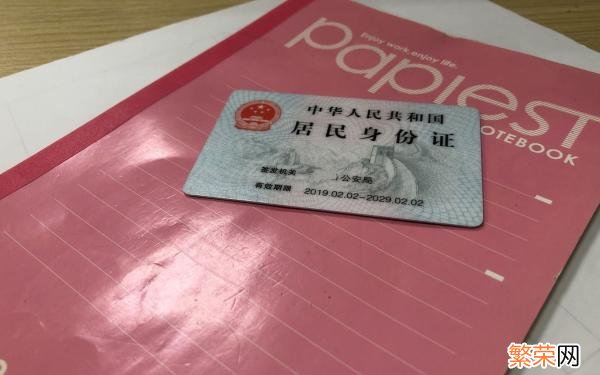 Enjoy work, enjoy life.
papiEST
NOTEBOOK
中华人民共和国
居民身份证
签发机关 公安局
有效期限 2019.02.02-2029.02.02
繁荣网